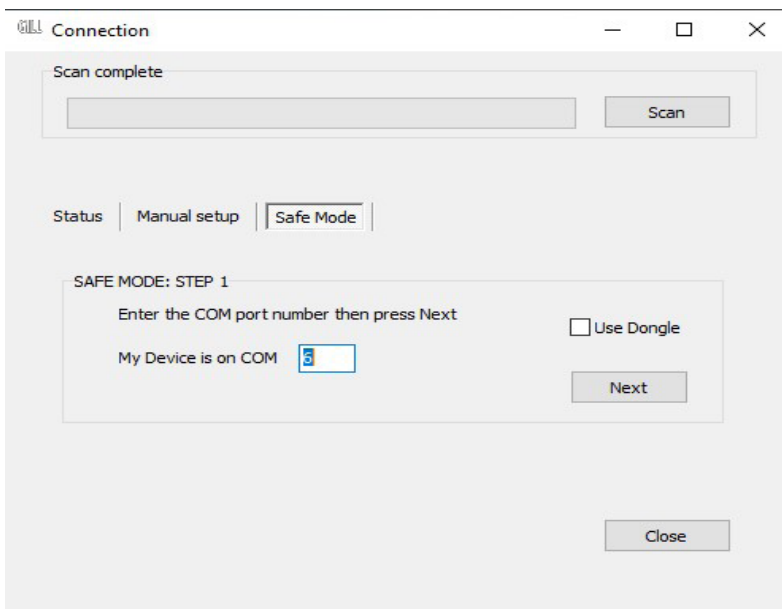 GILL Connection
Scan complete
Scan
Status Manual setup Safe Mode
SAFE MODE: STEP 1
Enter the COM port number then press Next
Use Dongle
My Device is on COM 6
Next
Close